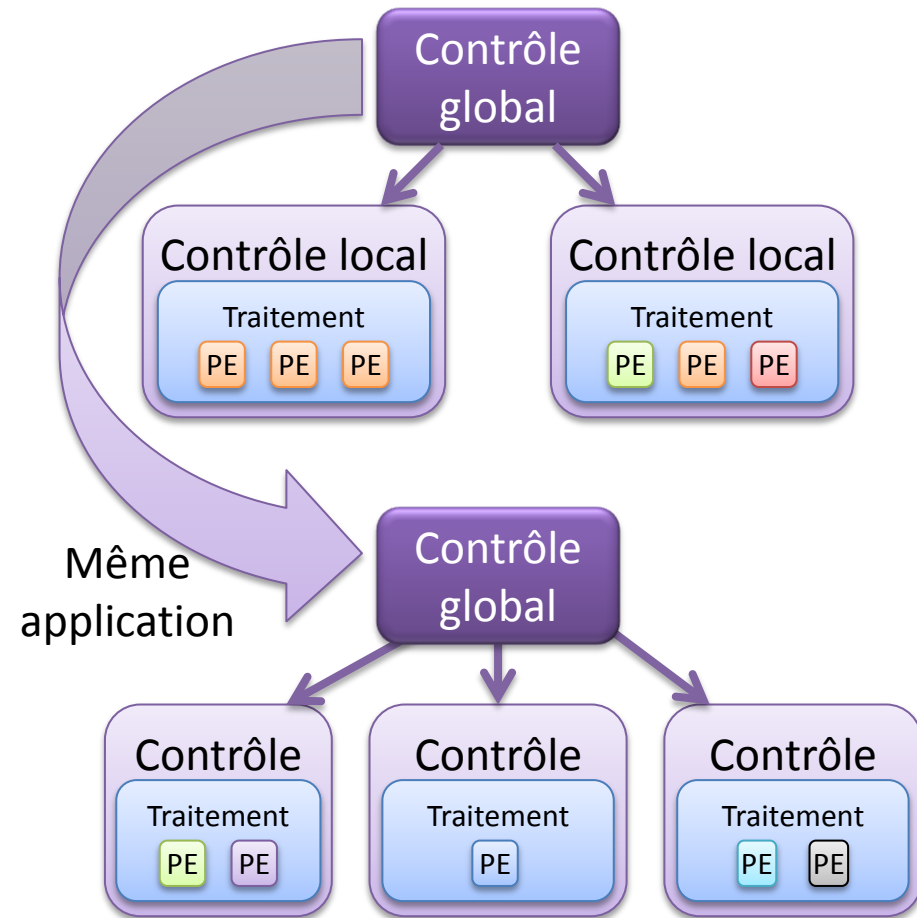 Contrôle
global
Contrôle local
Traitement
PE PE PE
Contrôle local
Traitement
PE PE PE
Même
application
Contrôle
global
Contrôle
Traitement
PE PE
Contrôle
Traitement
PE
Contrôle
Traitement
PE PE